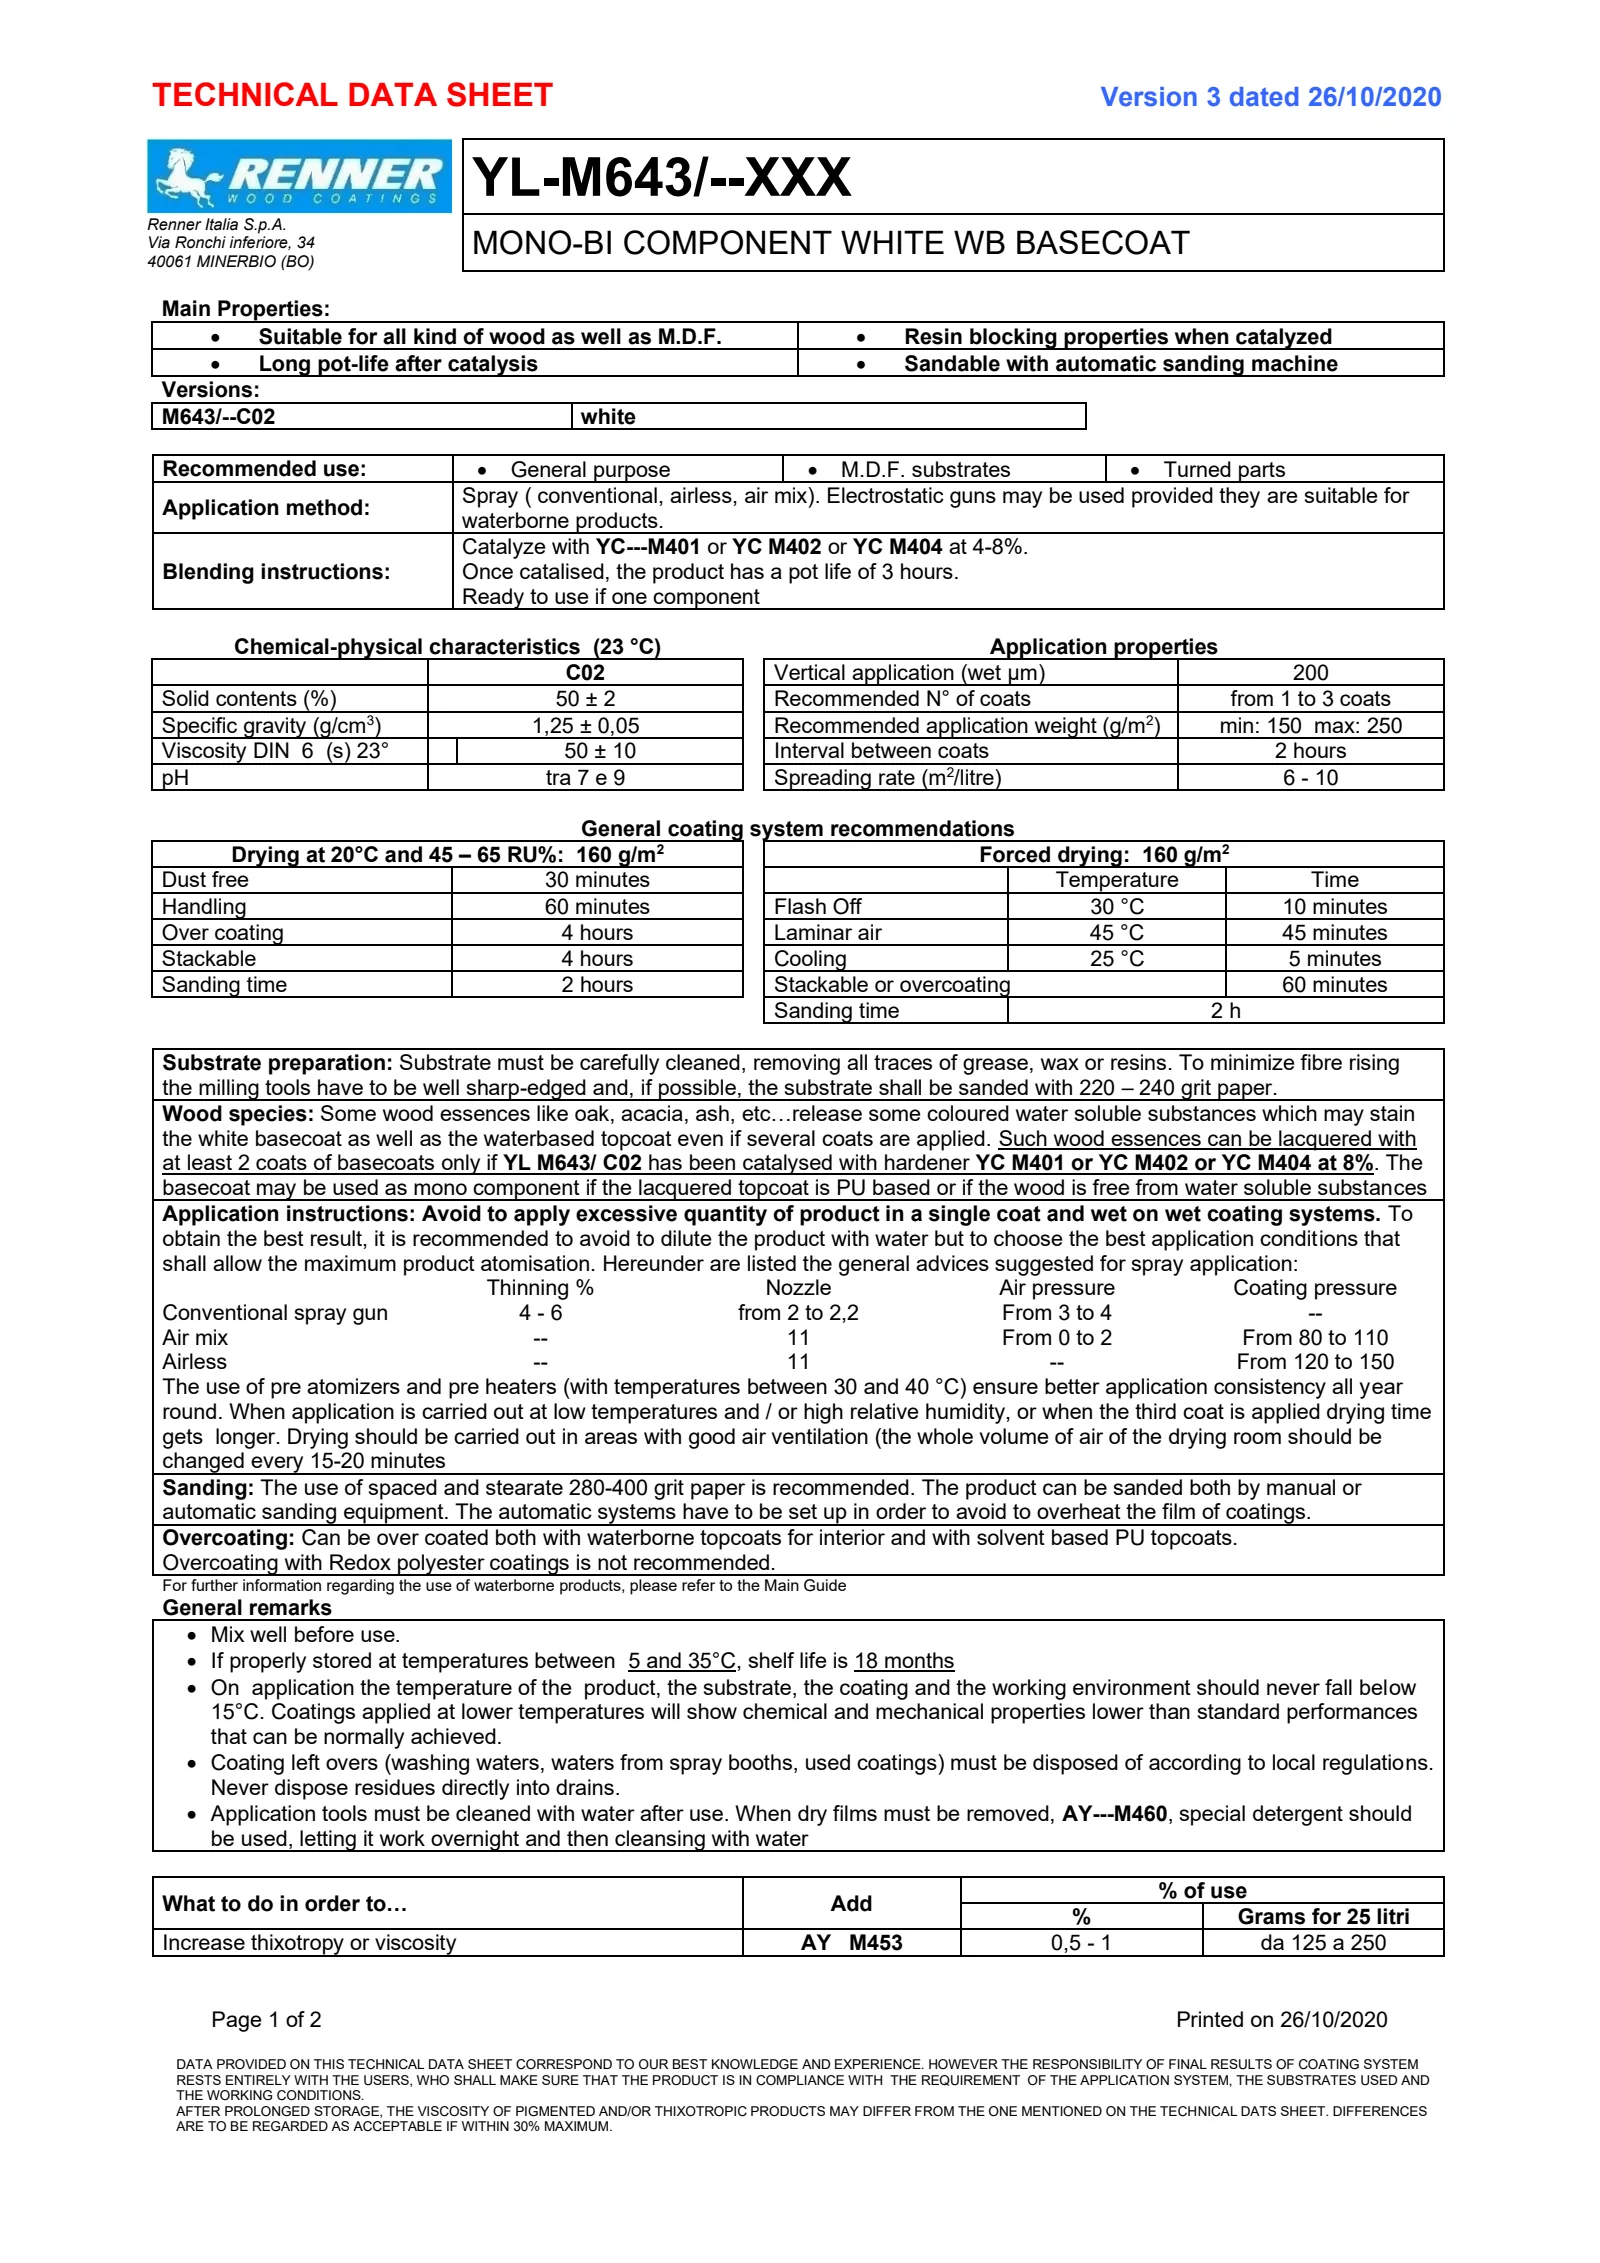 TECHNICAL DATA SHEET Version 3 dated 26/10/2020
RENNER
WOOD COATINGS
Renner Italia S.p.A.
Via Ronchi inferiore, 34
40061 MINERBIO (BO)
YL-M643/--XXX
MONO-BI COMPONENT WHITE WB BASECOAT
Main Properties:
• Suitable for all kind of wood as well as M.D.F. • Resin blocking properties when catalyzed
• Long pot-life after catalysis • Sandable with automatic sanding machine
Versions:
M643/--C02 white
Recommended use: • General purpose • M.D.F. substrates • Turned parts
Application method: Spray ( conventional, airless, air mix). Electrostatic guns may be used provided they are suitable for
waterborne products.
Blending instructions: Catalyze with YC---M401 or YC M402 or YC M404 at 4-8%.
Once catalised, the product has a pot life of 3 hours.
Ready to use if one component
Chemical-physical characteristics (23 °C)
C02
Solid contents (%) 50 ± 2
Specific gravity (g/cm³) 1,25 ± 0,05
Viscosity DIN 6 (s) 23° 50 ± 10
pH tra 7 e 9
Application properties
Vertical application (wet µm) 200
Recommended N° of coats from 1 to 3 coats
Recommended application weight (g/m²) min: 150 max: 250
Interval between coats 2 hours
Spreading rate (m²/litre) 6 - 10
General coating system recommendations
Drying at 20°C and 45 – 65 RU%: 160 g/m²
Dust free 30 minutes
Handling 60 minutes
Over coating 4 hours
Stackable 4 hours
Sanding time 2 hours
Forced drying: 160 g/m²
Temperature Time
Flash Off 30 °C 10 minutes
Laminar air 45 °C 45 minutes
Cooling 25 °C 5 minutes
Stackable or overcoating 60 minutes
Sanding time 2 h
Substrate preparation: Substrate must be carefully cleaned, removing all traces of grease, wax or resins. To minimize fibre rising
the milling tools have to be well sharp-edged and, if possible, the substrate shall be sanded with 220 – 240 grit paper.
Wood species: Some wood essences like oak, acacia, ash, etc…release some coloured water soluble substances which may stain
the white basecoat as well as the waterbased topcoat even if several coats are applied. Such wood essences can be lacquered with
at least 2 coats of basecoats only if YL M643/ C02 has been catalysed with hardener YC M401 or YC M402 or YC M404 at 8%. The
basecoat may be used as mono component if the lacquered topcoat is PU based or if the wood is free from water soluble substances
Application instructions: Avoid to apply excessive quantity of product in a single coat and wet on wet coating systems. To
obtain the best result, it is recommended to avoid to dilute the product with water but to choose the best application conditions that
shall allow the maximum product atomisation. Hereunder are listed the general advices suggested for spray application:
Thinning % Nozzle Air pressure Coating pressure
Conventional spray gun 4 - 6 from 2 to 2,2 From 3 to 4 --
Air mix -- 11 From 0 to 2 From 80 to 110
Airless -- 11 -- From 120 to 150
The use of pre atomizers and pre heaters (with temperatures between 30 and 40 °C) ensure better application consistency all year
round. When application is carried out at low temperatures and / or high relative humidity, or when the third coat is applied drying time
gets longer. Drying should be carried out in areas with good air ventilation (the whole volume of air of the drying room should be
changed every 15-20 minutes
Sanding: The use of spaced and stearate 280-400 grit paper is recommended. The product can be sanded both by manual or
automatic sanding equipment. The automatic systems have to be set up in order to avoid to overheat the film of coatings.
Overcoating: Can be over coated both with waterborne topcoats for interior and with solvent based PU topcoats.
Overcoating with Redox polyester coatings is not recommended.
For further information regarding the use of waterborne products, please refer to the Main Guide
General remarks
• Mix well before use.
• If properly stored at temperatures between 5 and 35°C, shelf life is 18 months
• On application the temperature of the product, the substrate, the coating and the working environment should never fall below
15°C. Coatings applied at lower temperatures will show chemical and mechanical properties lower than standard performances
that can be normally achieved.
• Coating left overs (washing waters, waters from spray booths, used coatings) must be disposed of according to local regulations.
Never dispose residues directly into drains.
• Application tools must be cleaned with water after use. When dry films must be removed, AY---M460, special detergent should
be used, letting it work overnight and then cleansing with water
What to do in order to… Add % of use
% Grams for 25 litri
Increase thixotropy or viscosity AY M453 0,5 - 1 da 125 a 250
Page 1 of 2 Printed on 26/10/2020
DATA PROVIDED ON THIS TECHNICAL DATA SHEET CORRESPOND TO OUR BEST KNOWLEDGE AND EXPERIENCE. HOWEVER THE RESPONSIBILITY OF FINAL RESULTS OF COATING SYSTEM
RESTS ENTIRELY WITH THE USERS, WHO SHALL MAKE SURE THAT THE PRODUCT IS IN COMPLIANCE WITH THE REQUIREMENT OF THE APPLICATION SYSTEM, THE SUBSTRATES USED AND
THE WORKING CONDITIONS.
AFTER PROLONGED STORAGE, THE VISCOSITY OF PIGMENTED AND/OR THIXOTROPIC PRODUCTS MAY DIFFER FROM THE ONE MENTIONED ON THE TECHNICAL DATS SHEET. DIFFERENCES
ARE TO BE REGARDED AS ACCEPTABLE IF WITHIN 30% MAXIMUM.